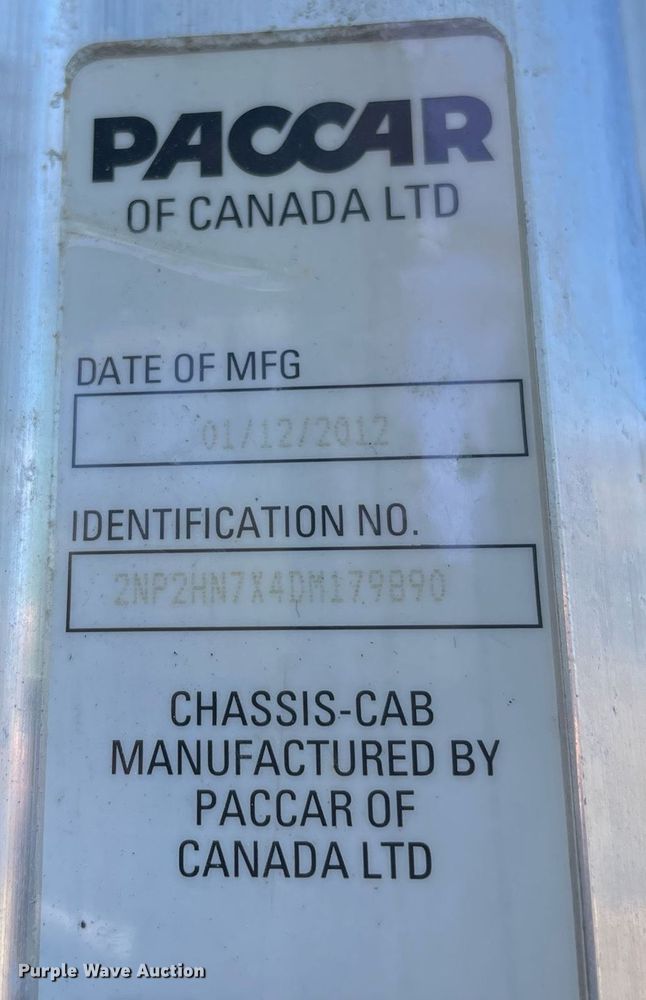 PACCAR
OF CANADA LTD
DATE OF MFG
01/12/2012
IDENTIFICATION NO.
2NP2HN7X4DM179890
CHASSIS-CAB
MANUFACTURED BY
PACCAR OF
CANADA LTD
Purple Wave Auction